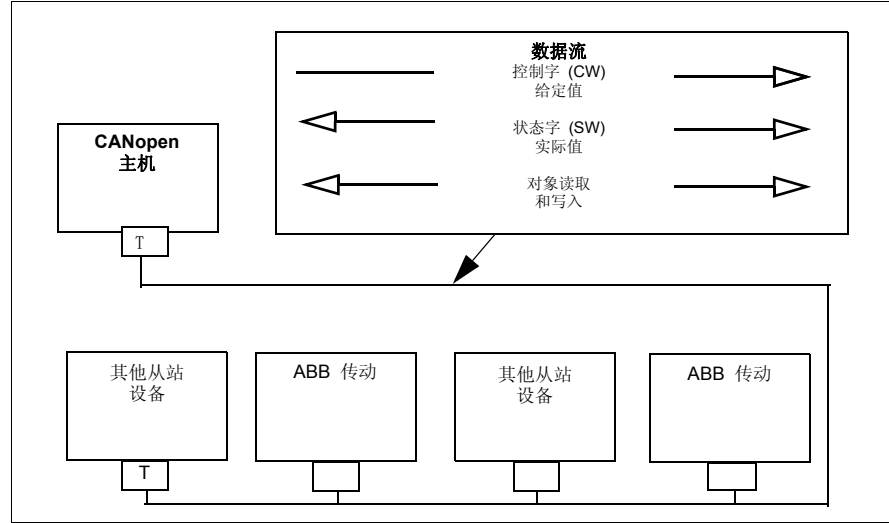 数据流
控制字 (CW)
给定值
状态字 (SW)
实际值
对象读取
和写入
CANopen
主机
T
其他从站
设备
ABB 传动
其他从站
设备
ABB 传动
T